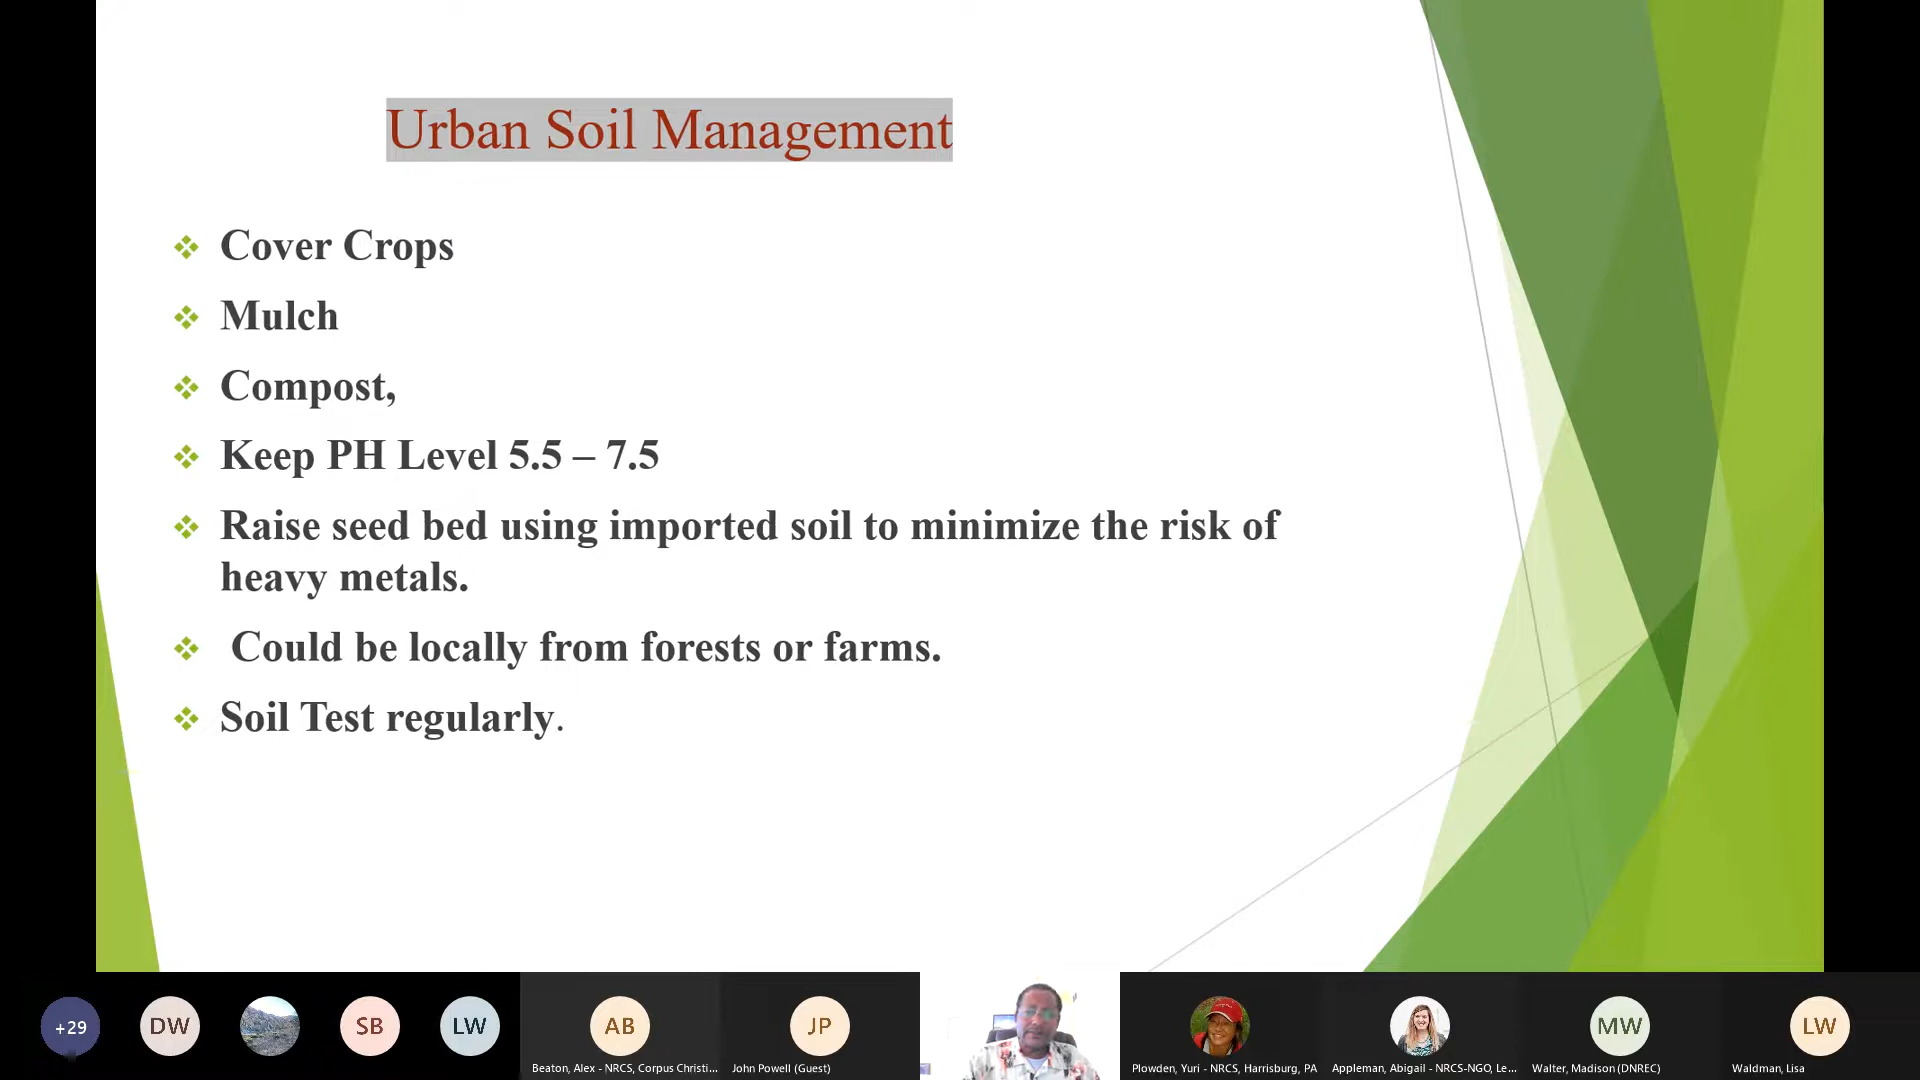 Urban Soil Management
Cover Crops
Mulch
Compost,
Keep PH Level 5.5 – 7.5
Raise seed bed using imported soil to minimize the risk of
heavy metals.
Could be locally from forests or farms.
Soil Test regularly.
+29
DW
SB
LW
AB
JP
MW
LW
Beaton, Alex - NRCS, Corpus Christi...
John Powell (Guest)
Plowden, Yuri - NRCS, Harrisburg, PA
Appleman, Abigail - NRCS-NGO, Le...
Walter, Madison (DNREC)
Waldman, Lisa